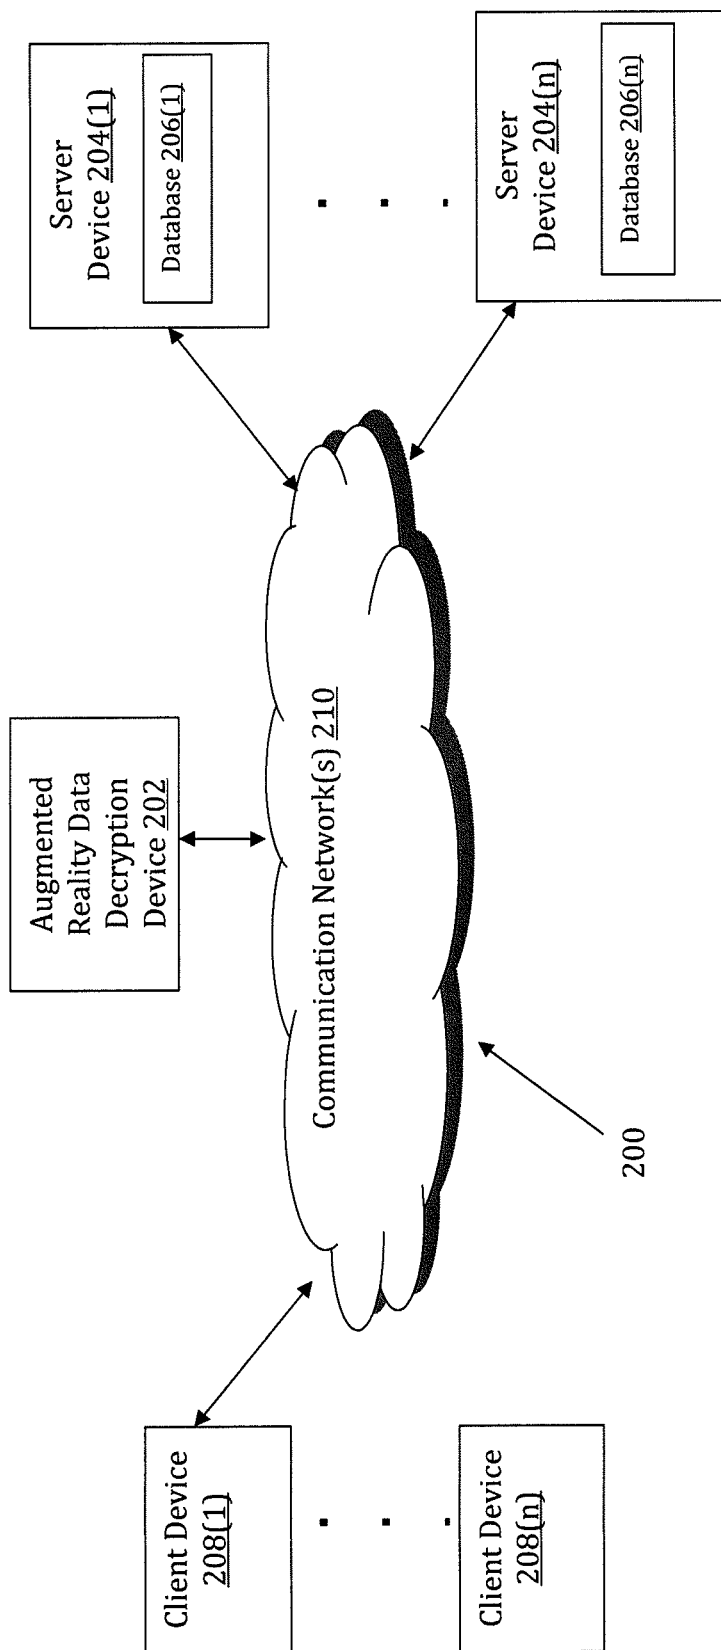 Augmented
Reality Data
Decryption
Device 202
Server
Device 204(1)
Database 206(1)
Communication Network(s) 210
Client Device
208(1)
Server
Device 204(n)
Database 206(n)
Client Device
208(n)
200